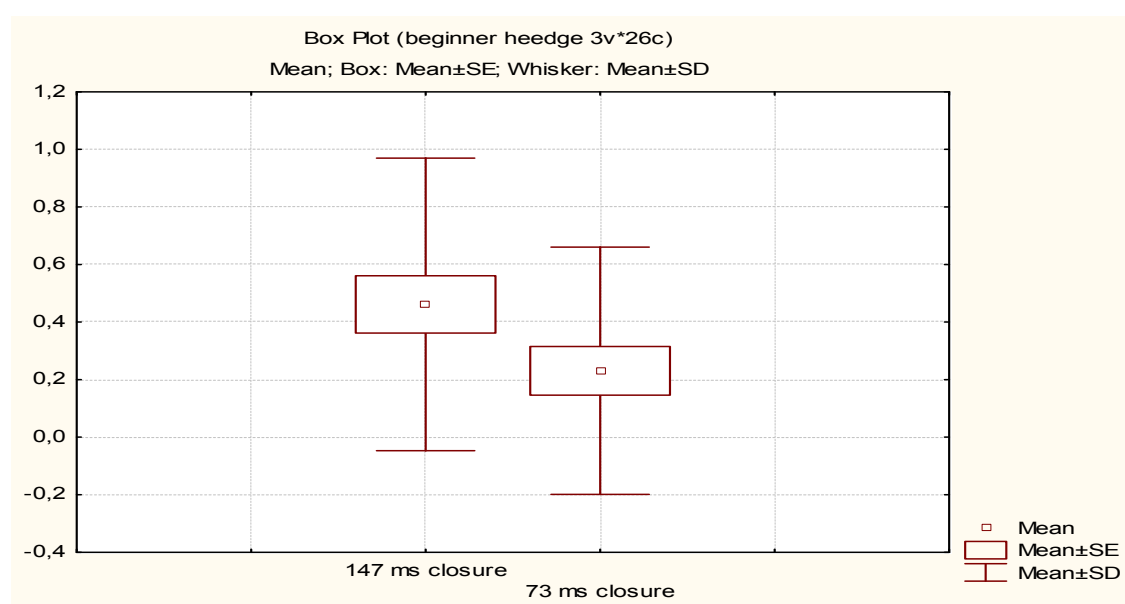 Box Plot (beginner heedge 3v*26c)
Mean; Box: Mean±SE; Whisker: Mean±SD
1,2
1,0
0,8
0,6
0,4
0,2
0,0
-0,2
-0,4
147 ms closure
73 ms closure
Mean
Mean±SE
Mean±SD